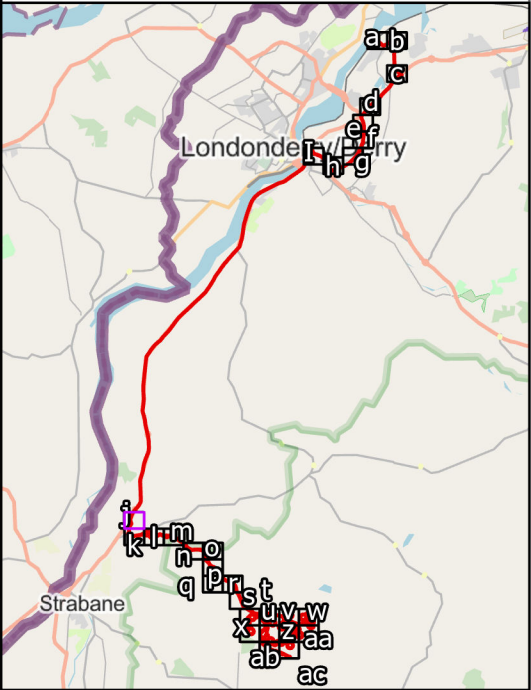 a b
c
d
e f
Londonderry/Derry
I h g
j
k l m
n o
p
q r
s t
u v w
x z aa
ab
ac
Strabane